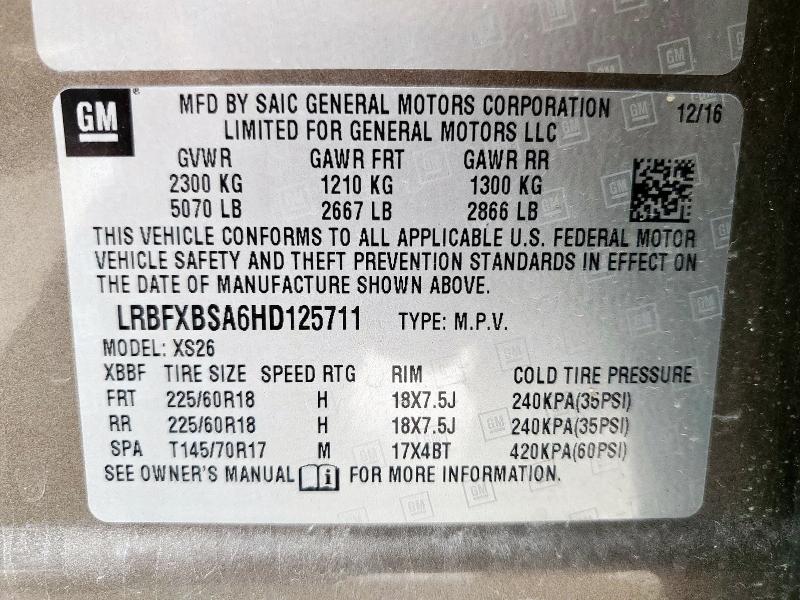 GM
MFD BY SAIC GENERAL MOTORS CORPORATION 12/16
LIMITED FOR GENERAL MOTORS LLC
GVWR GAWR FRT GAWR RR
2300 KG 1210 KG 1300 KG
5070 LB 2667 LB 2866 LB
THIS VEHICLE CONFORMS TO ALL APPLICABLE U.S. FEDERAL MOTOR
VEHICLE SAFETY AND THEFT PREVENTION STANDARDS IN EFFECT ON
THE DATE OF MANUFACTURE SHOWN ABOVE.
LRBFXBSA6HD125711 TYPE: M.P.V.
MODEL: XS26
XBBF TIRE SIZE SPEED RTG RIM COLD TIRE PRESSURE
FRT 225/60R18 H 18X7.5J 240KPA(35PSI)
RR 225/60R18 H 18X7.5J 240KPA(35PSI)
SPA T145/70R17 M 17X4BT 420KPA(60PSI)
SEE OWNER'S MANUAL i FOR MORE INFORMATION.